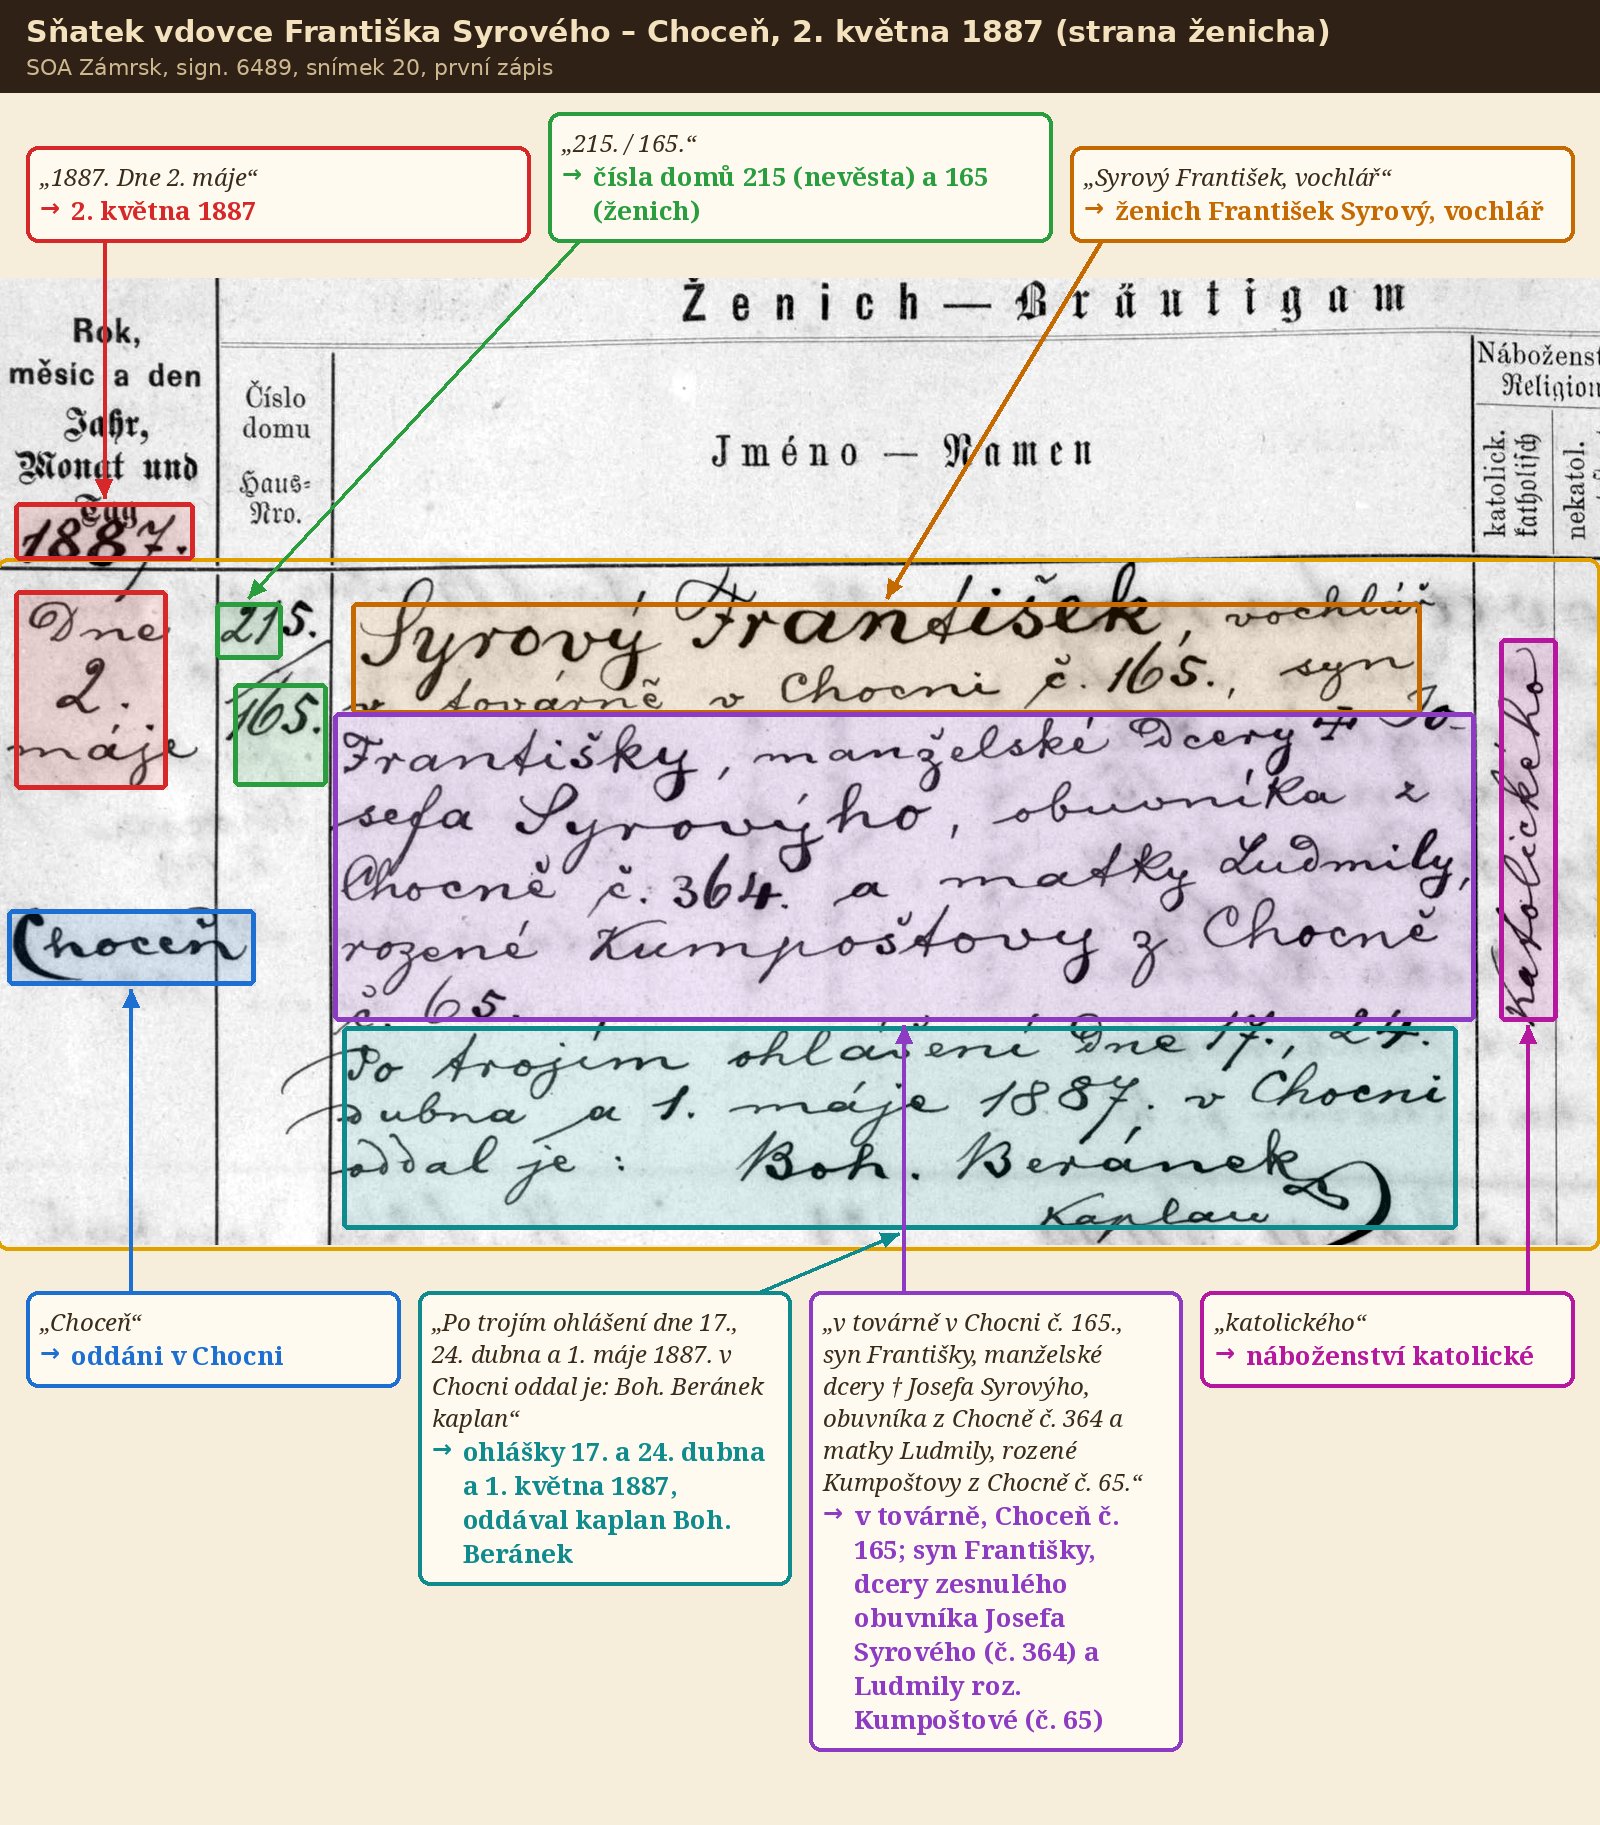 Sňatek vdovce Františka Syrového – Choceň, 2. května 1887 (strana ženicha)
SOA Zámrsk, sign. 6489, snímek 20, první zápis
„1887. Dne 2. máje“
→ 2. května 1887
„215. / 165.“
→ čísla domů 215 (nevěsta) a 165
(ženich)
„Syrový František, vochlář“
→ ženich František Syrový, vochlář
Ženich — Bräutigam
Rok,
měsíc a den
Jahr,
Monat und
Tag
Číslo
domu
Haus-
Nro.
Jméno — Namen
Nábožens
Religion
katolick.
katholisch
nekatol.
1887.
Dne
2.
máje
Choceň
215.
165.
Syrový František, vochlář
v továrně v Chocni č. 165., syn
Františky, manželské dcery † Jo-
sefa Syrovýho, obuvníka z
Chocně č. 364. a matky Ludmily,
rozené Kumpoštovy z Chocně
č. 65.
Po trojím ohlášení dne 17., 24.
dubna a 1. máje 1887. v Chocni
oddal je : Boh. Beránek
Kaplan
Katolického
„Choceň“
→ oddáni v Chocni
„Po trojím ohlášení dne 17.,
24. dubna a 1. máje 1887. v
Chocni oddal je: Boh. Beránek
kaplan“
→ ohlášky 17. a 24. dubna
a 1. května 1887,
oddával kaplan Boh.
Beránek
„v továrně v Chocni č. 165.,
syn Františky, manželské
dcery † Josefa Syrovýho,
obuvníka z Chocně č. 364 a
matky Ludmily, rozené
Kumpoštovy z Chocně č. 65.“
→ v továrně, Choceň č.
165; syn Františky,
dcery zesnulého
obuvníka Josefa
Syrového (č. 364) a
Ludmily roz.
Kumpoštové (č. 65)
„katolického“
→ náboženství katolické